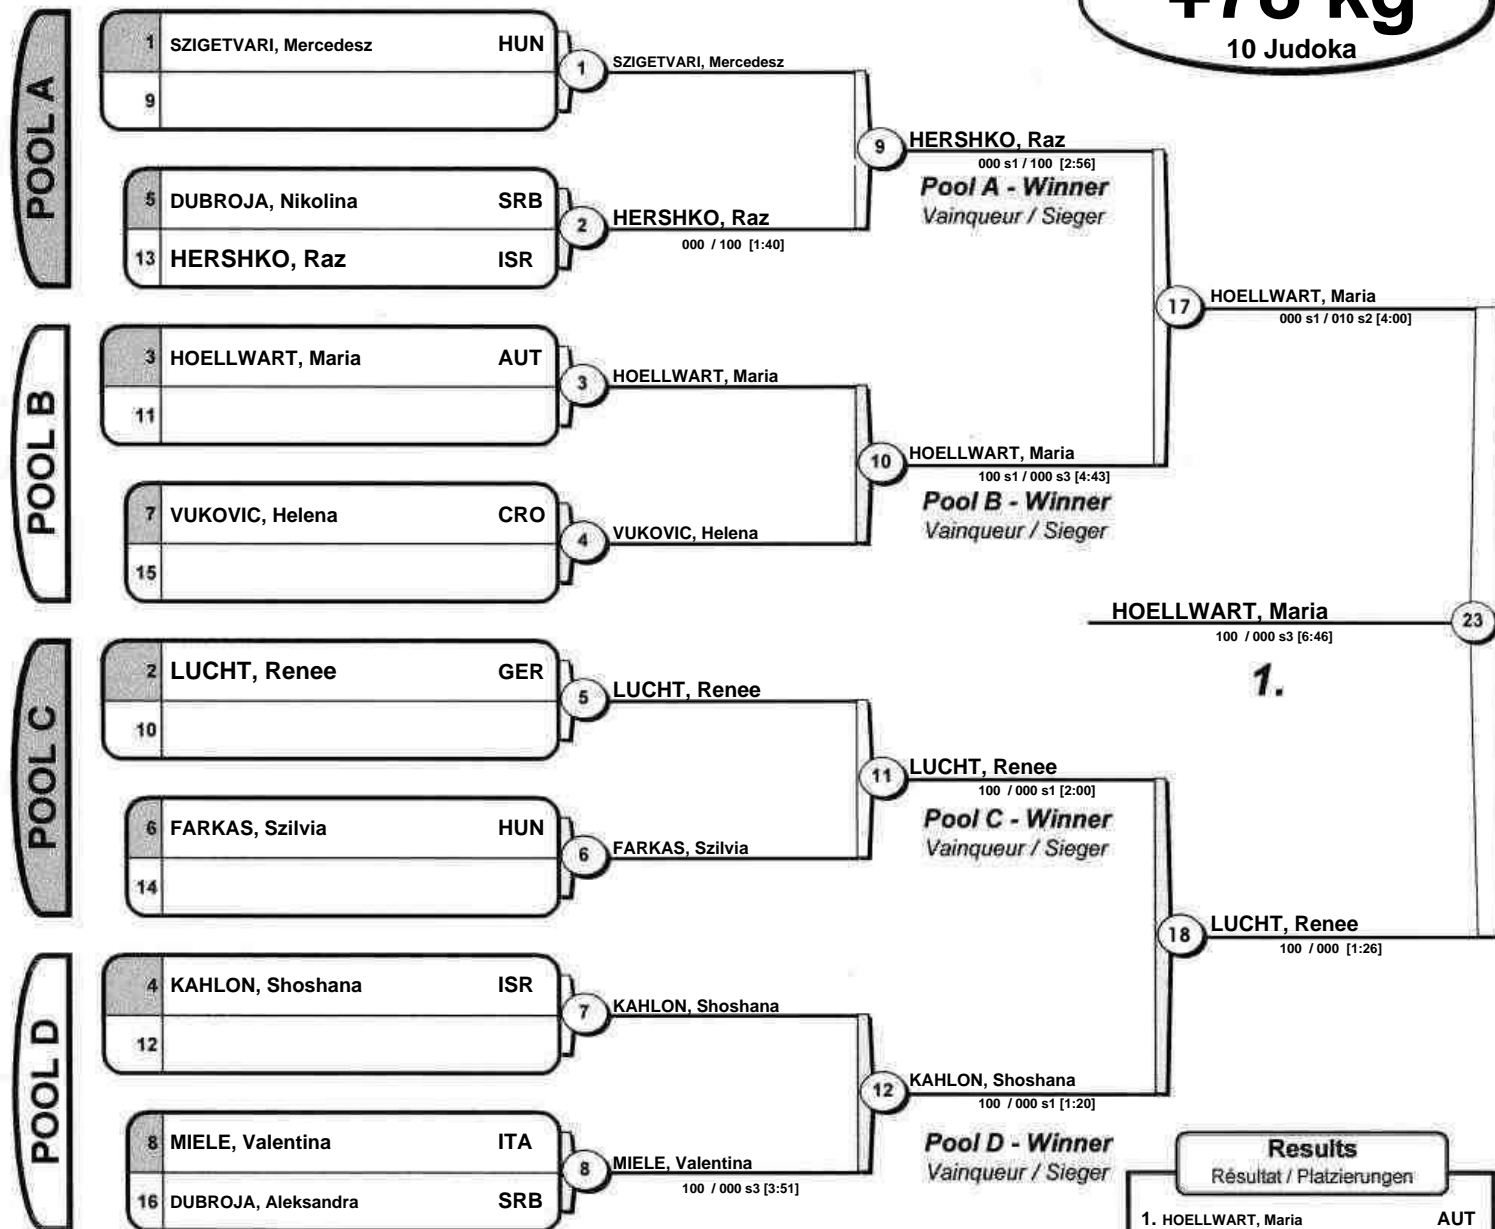 +78 kg
10 Judoka
POOL A
1 SZIGETVARI, Mercedesz HUN
9
1 SZIGETVARI, Mercedesz
5 DUBROJA, Nikolina SRB
13 HERSHKO, Raz ISR
2 HERSHKO, Raz
000 / 100 [1:40]
9 HERSHKO, Raz
000 s1 / 100 [2:56]
Pool A - Winner
Vainqueur / Sieger
POOL B
3 HOELLWART, Maria AUT
11
3 HOELLWART, Maria
7 VUKOVIC, Helena CRO
15
4 VUKOVIC, Helena
10 HOELLWART, Maria
100 s1 / 000 s3 [4:43]
Pool B - Winner
Vainqueur / Sieger
17 HOELLWART, Maria
000 s1 / 010 s2 [4:00]
HOELLWART, Maria 23
100 / 000 s3 [6:46]
1.
POOL C
2 LUCHT, Renee GER
10
5 LUCHT, Renee
6 FARKAS, Szilvia HUN
14
6 FARKAS, Szilvia
11 LUCHT, Renee
100 / 000 s1 [2:00]
Pool C - Winner
Vainqueur / Sieger
18 LUCHT, Renee
100 / 000 [1:26]
POOL D
4 KAHLON, Shoshana ISR
12
7 KAHLON, Shoshana
8 MIELE, Valentina ITA
16 DUBROJA, Aleksandra SRB
8 MIELE, Valentina
100 / 000 s3 [3:51]
12 KAHLON, Shoshana
100 / 000 s1 [1:20]
Pool D - Winner
Vainqueur / Sieger
Results
Résultat / Platzierungen
1. HOELLWART, Maria AUT